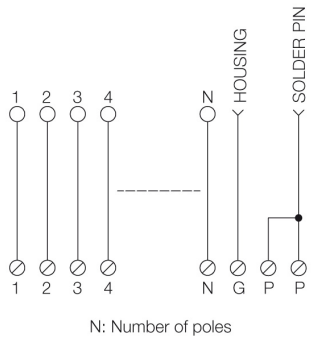 HOUSING
SOLDER PIN
1 2 3 4 N
1 2 3 4 N G P P
N: Number of poles